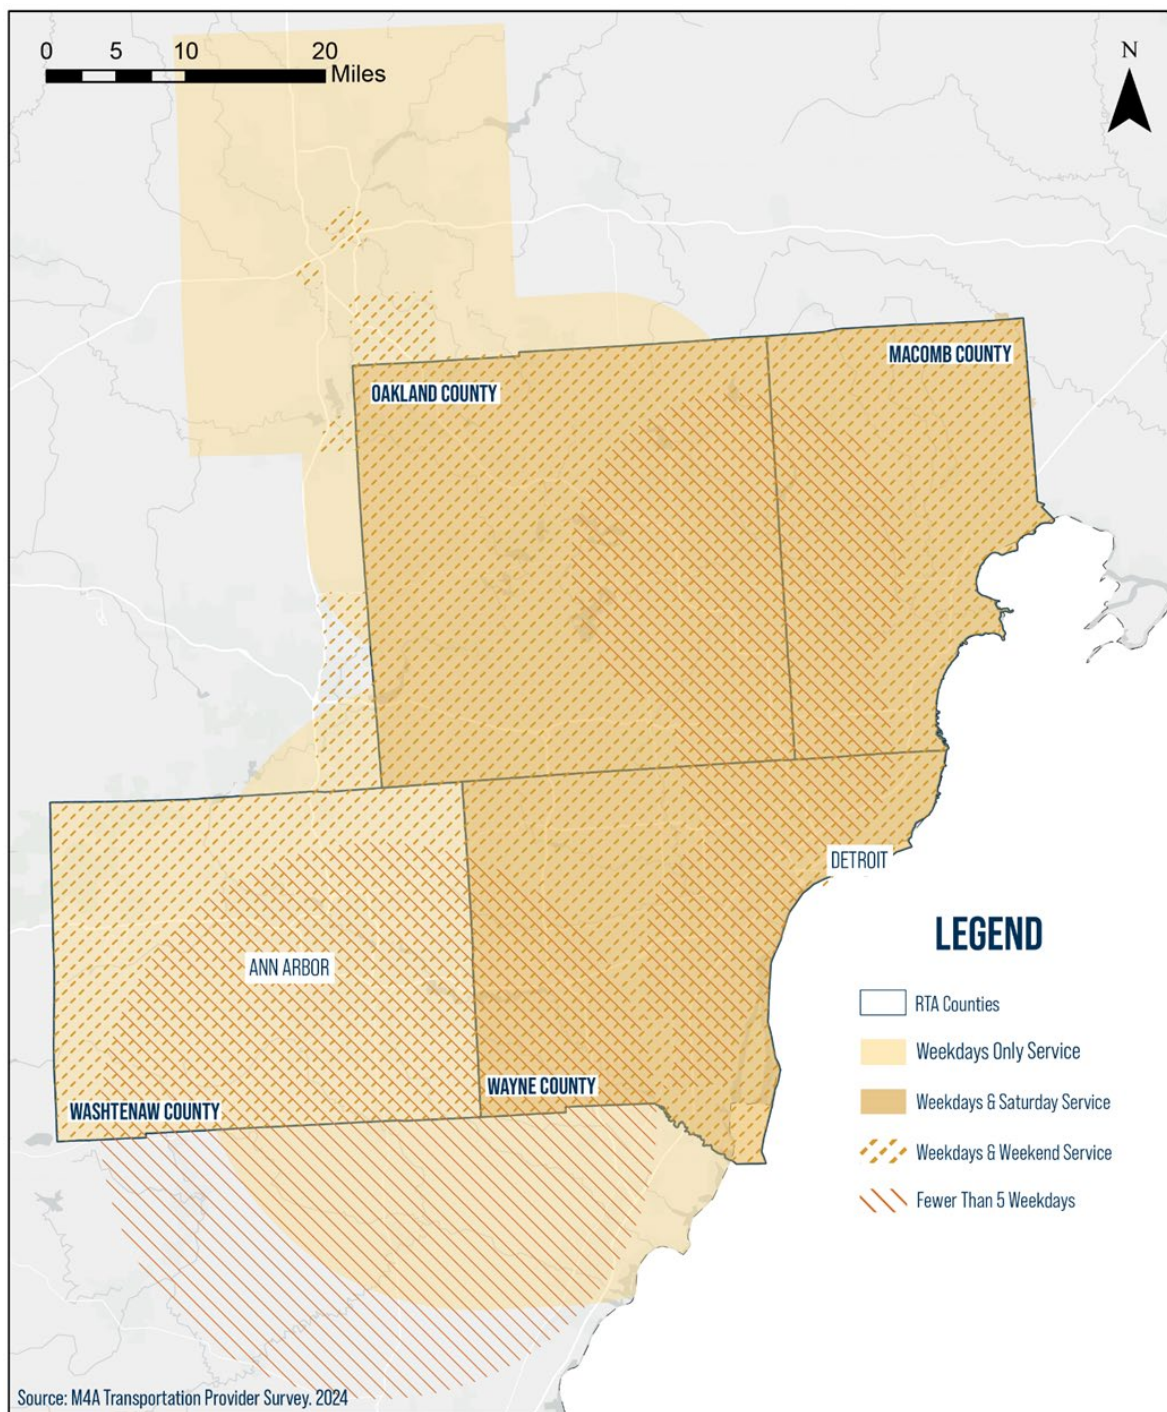 0 5 10 20
Miles
N
MACOMB COUNTY
OAKLAND COUNTY
DETROIT
ANN ARBOR
WAYNE COUNTY
WASHTENAW COUNTY
LEGEND
RTA Counties
Weekdays Only Service
Weekdays & Saturday Service
Weekdays & Weekend Service
Fewer Than 5 Weekdays
Source: M4A Transportation Provider Survey. 2024